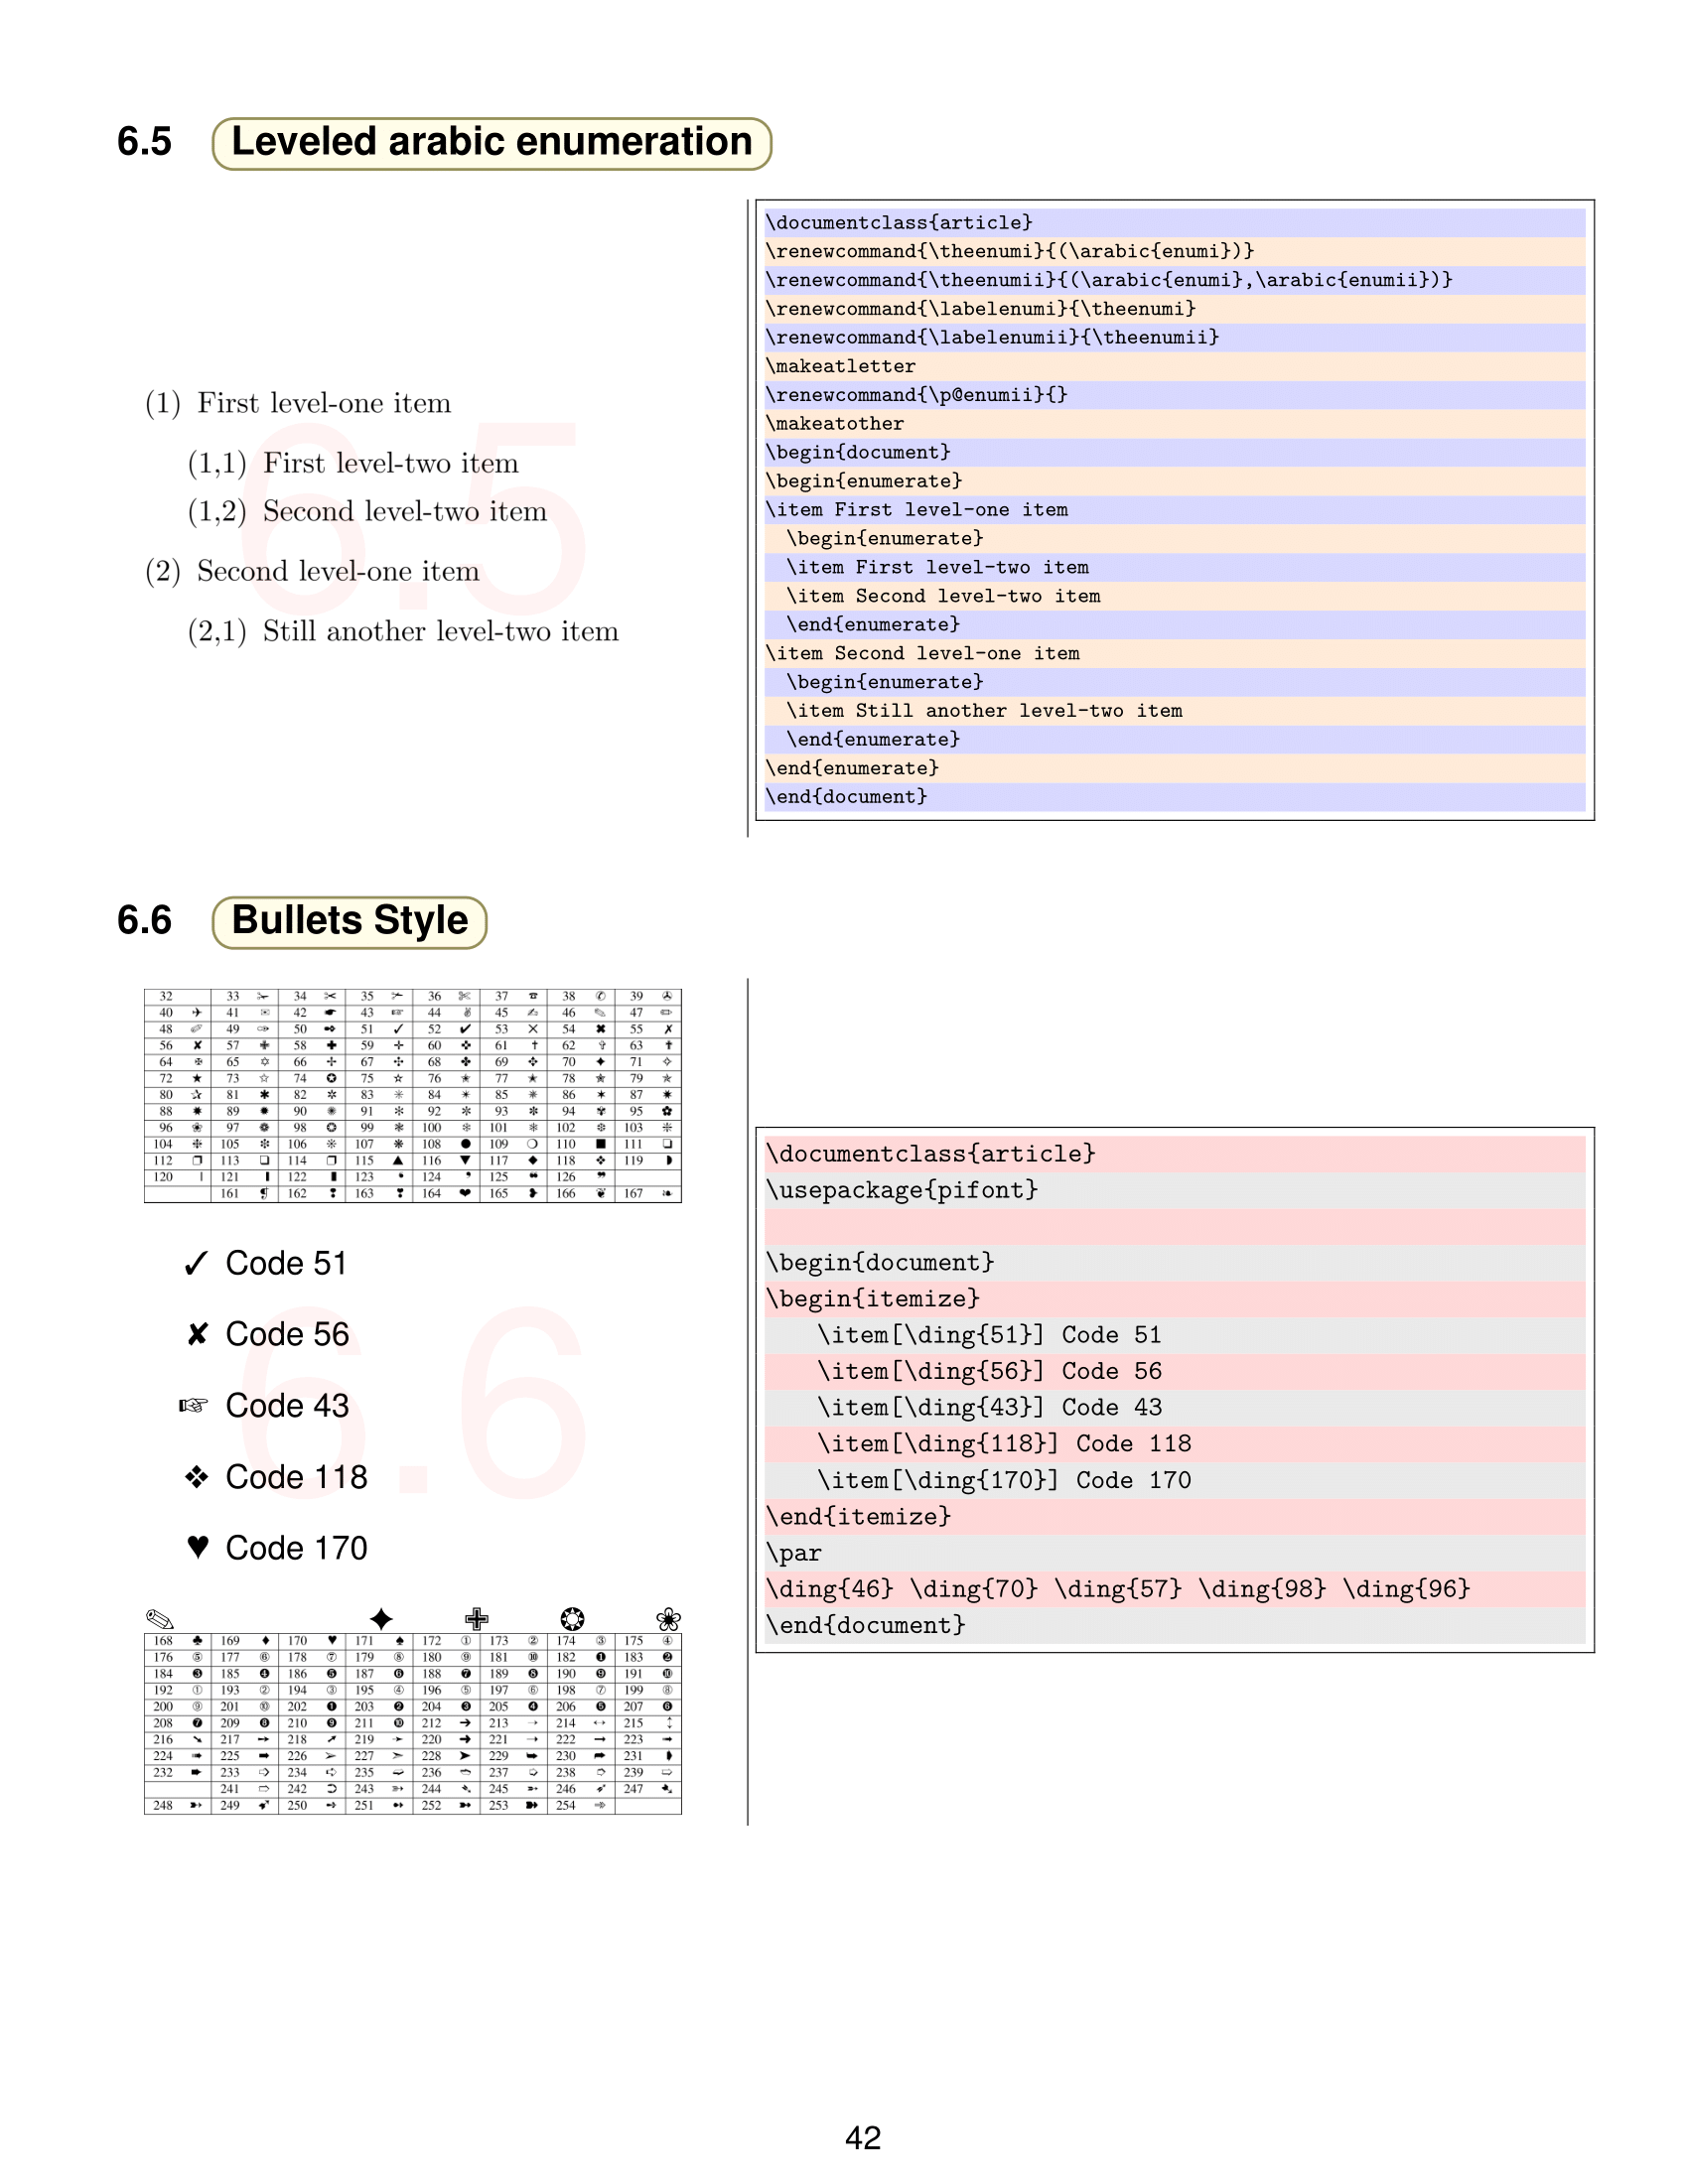 6.5 Leveled arabic enumeration
(1) First level-one item
(1,1) First level-two item
(1,2) Second level-two item
(2) Second level-one item
(2,1) Still another level-two item
6.5
\documentclass{article}
\renewcommand{\theenumi}{(\arabic{enumi})}
\renewcommand{\theenumii}{(\arabic{enumi},\arabic{enumii})}
\renewcommand{\labelenumi}{\theenumi}
\renewcommand{\labelenumii}{\theenumii}
\makeatletter
\renewcommand{\p@enumii}{}
\makeatother
\begin{document}
\begin{enumerate}
\item First level-one item
\begin{enumerate}
\item First level-two item
\item Second level-two item
\end{enumerate}
\item Second level-one item
\begin{enumerate}
\item Still another level-two item
\end{enumerate}
\end{enumerate}
\end{document}
6.6 Bullets Style
32 33 ✁ 34 ✂ 35 ✃ 36 ✄ 37 ☎ 38 ✆ 39 ✇
40 ✈ 41 ✉ 42 ☛ 43 ☞ 44 ✌ 45 ✍ 46 ✎ 47 ✏
48 ✐ 49 ✑ 50 ✒ 51 ✓ 52 ✔ 53 ✕ 54 ✖ 55 ✗
56 ✘ 57 ✙ 58 ✚ 59 ✛ 60 ✜ 61 ✝ 62 ✞ 63 ✟
64 ✠ 65 ✡ 66 ✢ 67 ✣ 68 ✤ 69 ✥ 70 ✦ 71 ✧
72 ★ 73 ✩ 74 ✪ 75 ✫ 76 ✬ 77 ✭ 78 ✮ 79 ✯
80 ✰ 81 ✱ 82 ✲ 83 ✳ 84 ✴ 85 ✵ 86 ✶ 87 ✷
88 ✸ 89 ✹ 90 ✺ 91 ✻ 92 ✼ 93 ✽ 94 ✾ 95 ✿
96 ❀ 97 ❁ 98 ❂ 99 ❃ 100 ❄ 101 ❅ 102 ❆ 103 ❇
104 ❈ 105 ❉ 106 ❊ 107 ❋ 108 ● 109 ❍ 110 ■ 111 ❏
112 ❐ 113 ❑ 114 ❒ 115 ▲ 116 ▼ 117 ◆ 118 ❖ 119 ◗
120 ❘ 121 ❙ 122 ❚ 123 ❛ 124 ❜ 125 ❝ 126 ❞
161 ❡ 162 ❢ 163 ❣ 164 ❤ 165 ❥ 166 ❦ 167 ❧
✓ Code 51
✘ Code 56
☞ Code 43
❖ Code 118
♥ Code 170
6.6
✎ ✦ ✙ ❂ ❀
168 ♣ 169 ♦ 170 ♥ 171 ♠ 172 ① 173 ② 174 ③ 175 ④
176 ⑤ 177 ⑥ 178 ⑦ 179 ⑧ 180 ⑨ 181 ⑩ 182 ❶ 183 ❷
184 ❸ 185 ❹ 186 ❺ 187 ❻ 188 ❼ 189 ❽ 190 ❾ 191 ❿
192 ➀ 193 ➁ 194 ➂ 195 ➃ 196 ➄ 197 ➅ 198 ➆ 199 ➇
200 ➈ 201 ➉ 202 ➊ 203 ➋ 204 ➌ 205 ➍ 206 ➎ 207 ➏
208 ➐ 209 ➑ 210 ➒ 211 ➓ 212 ➔ 213 → 214 ↔ 215 ↕
216 ➘ 217 ➙ 218 ➚ 219 ➛ 220 ➜ 221 ➝ 222 ➞ 223 ➟
224 ➠ 225 ➡ 226 ➢ 227 ➣ 228 ➤ 229 ➥ 230 ➦ 231 ➧
232 ➨ 233 ➩ 234 ➪ 235 ➫ 236 ➬ 237 ➭ 238 ➮ 239 ➯
241 ➱ 242 ➲ 243 ➳ 244 ➴ 245 ➵ 246 ➶ 247 ➷
248 ➸ 249 ➹ 250 ➺ 251 ➻ 252 ➼ 253 ➽ 254 ➾
\documentclass{article}
\usepackage{pifont}
\begin{document}
\begin{itemize}
\item[\ding{51}] Code 51
\item[\ding{56}] Code 56
\item[\ding{43}] Code 43
\item[\ding{118}] Code 118
\item[\ding{170}] Code 170
\end{itemize}
\par
\ding{46} \ding{70} \ding{57} \ding{98} \ding{96}
\end{document}
42